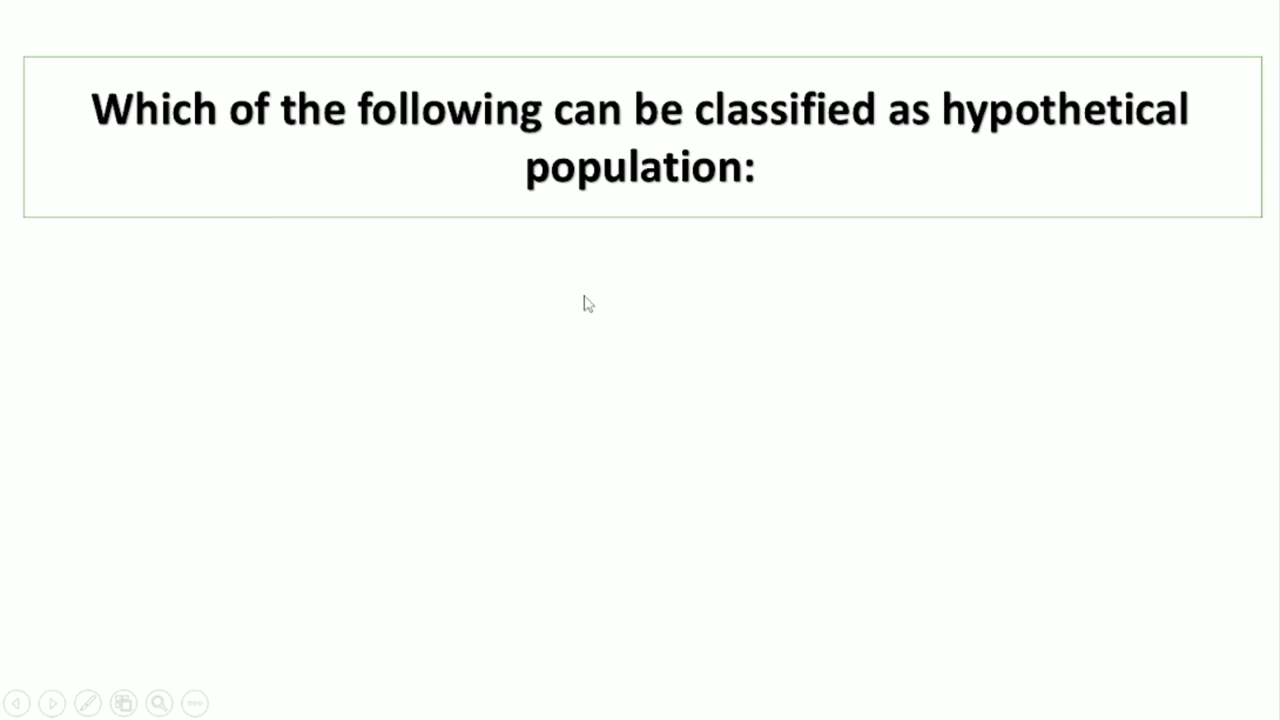 Which of the following can be classified as hypothetical
population: